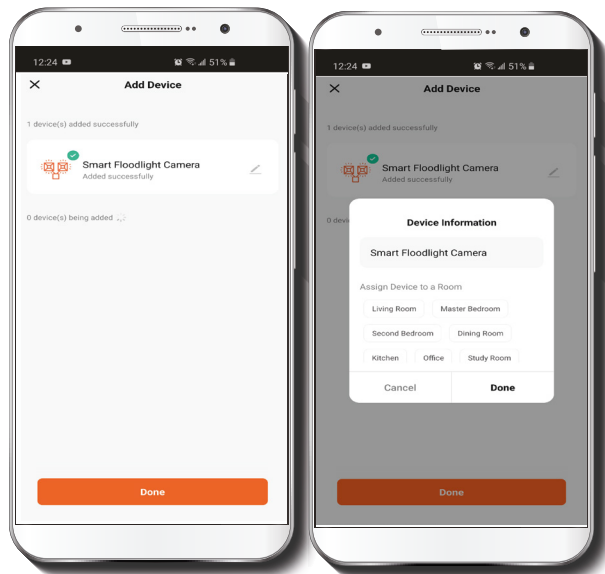 12:24
51%
Add Device
1 device(s) added successfully
Smart Floodlight Camera
Added successfully
0 device(s) being added
Done
12:24
51%
Add Device
1 device(s) added successfully
Smart Floodlight Camera
Added successfully
0 devi
Device Information
Smart Floodlight Camera
Assign Device to a Room
Living Room Master Bedroom
Second Bedroom Dining Room
Kitchen Office Study Room
Cancel Done
Done